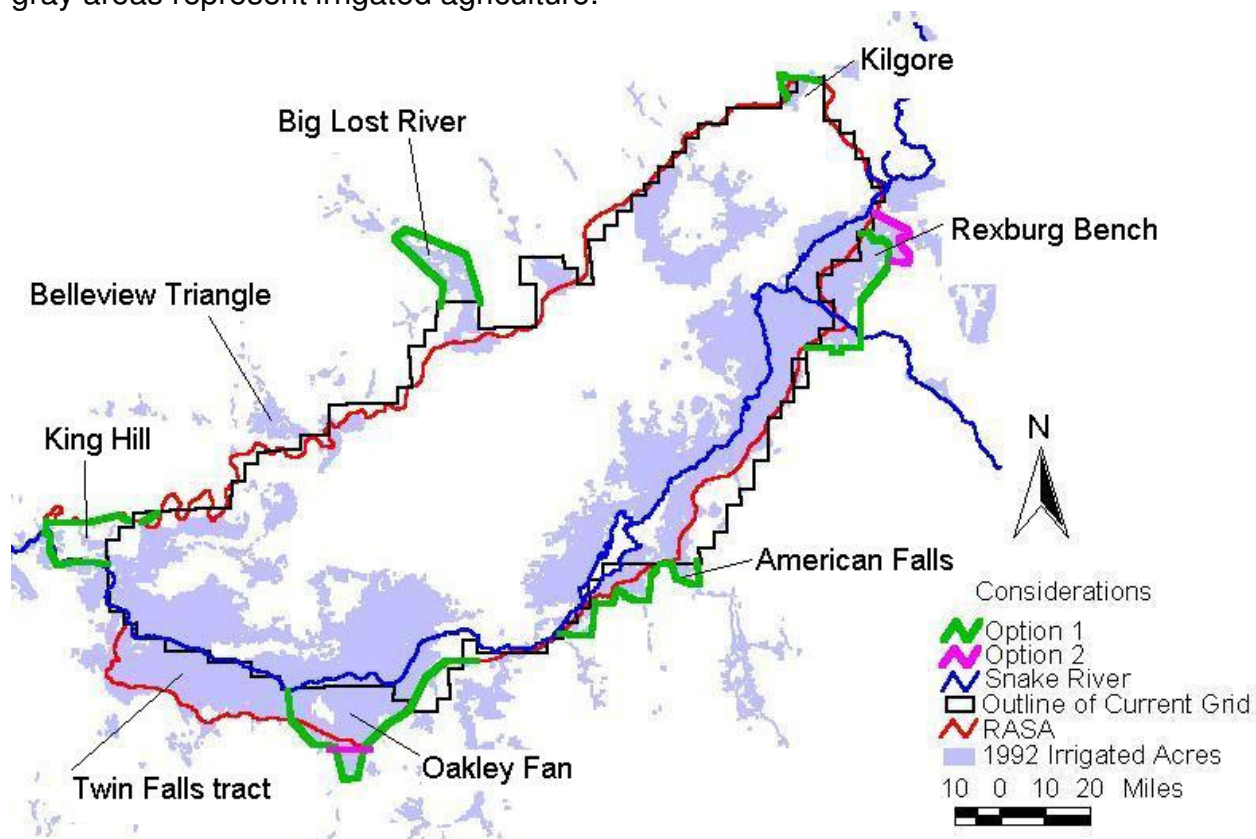 gray areas represent irrigated agriculture.
Kilgore
Big Lost River
Rexburg Bench
Belleview Triangle
King Hill
N
American Falls
Considerations
Option 1
Option 2
Snake River
Outline of Current Grid
RASA
1992 Irrigated Acres
10 0 10 20 Miles
Oakley Fan
Twin Falls tract